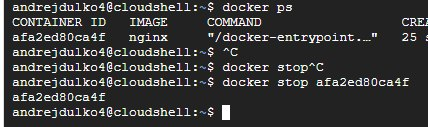 andrejdulko4@cloudshell:~$ docker ps
CONTAINER ID   IMAGE     COMMAND                  CREA
afa2ed80ca4f   nginx     "/docker-entrypoint.…"   25 s
andrejdulko4@cloudshell:~$ ^C
andrejdulko4@cloudshell:~$ docker stop^C
andrejdulko4@cloudshell:~$ docker stop afa2ed80ca4f
afa2ed80ca4f
andrejdulko4@cloudshell:~$